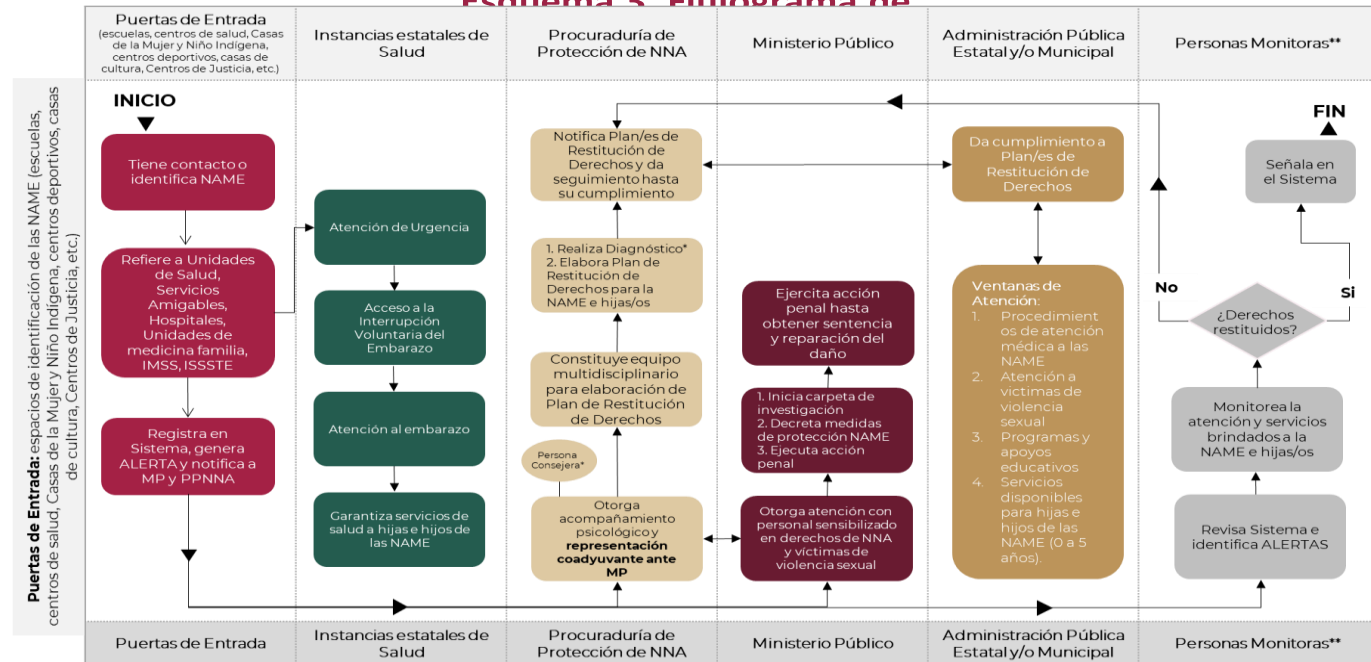 Esquema 3. Flujograma de
Puertas de Entrada
(escuelas, centros de salud, Casas
de la Mujer y Niño Indígena,
centros deportivos, casas de
cultura, Centros de Justicia, etc.)
Instancias estatales de
Salud
Procuraduría de
Protección de NNA
Ministerio Público
Administración Pública
Estatal y/o Municipal
Personas Monitoras**
Puertas de Entrada: espacios de identificación de las NAME (escuelas,
centros de salud, Casas de la Mujer y Niño Indígena, centros deportivos, casas
de cultura, Centros de Justicia, etc.)
INICIO
Tiene contacto o
identifica NAME
Refiere a Unidades
de Salud,
Servicios
Amigables,
Hospitales,
Unidades de
medicina familia,
IMSS, ISSSTE
Registra en
Sistema, genera
ALERTA y notifica a
MP y PPNNA
Atención de Urgencia
Acceso a la
Interrupción
Voluntaria del
Embarazo
Atención al embarazo
Garantiza servicios de
salud a hijas e hijos de
las NAME
Notifica Plan/es de
Restitución de
Derechos y da
seguimiento hasta
su cumplimiento
1. Realiza Diagnóstico*
2. Elabora Plan de
Restitución de
Derechos para la
NAME e hijas/os
Constituye equipo
multidisciplinario
para elaboración de
Plan de Restitución
de Derechos
Persona
Consejera*
Otorga
acompañamiento
psicológico y
representación
coadyuvante ante
MP
Ejercita acción
penal hasta
obtener sentencia
y reparación del
daño
1. Inicia carpeta de
investigación
2. Decreta medidas
de protección NAME
3. Ejecuta acción
penal
Otorga atención con
personal sensibilizado
en derechos de NNA
y víctimas de
violencia sexual
Da cumplimiento a
Plan/es de
Restitución de
Derechos
Ventanas de
Atención:
1. Procedimient
os de atención
médica a las
NAME
2. Atención a
victimas de
violencia
sexual
3. Programas y
apoyos
educativos
4. Servicios
disponibles
para hijas e
hijos de las
NAME (0 a 5
años).
FIN
Señala en
el Sistema
No
Si
¿Derechos
restituidos?
Monitorea la
atención y servicios
brindados a la
NAME e hijas/os
Revisa Sistema e
identifica ALERTAS
Puertas de Entrada
Instancias estatales de
Salud
Procuraduría de
Protección de NNA
Ministerio Público
Administración Pública
Estatal y/o Municipal
Personas Monitoras**